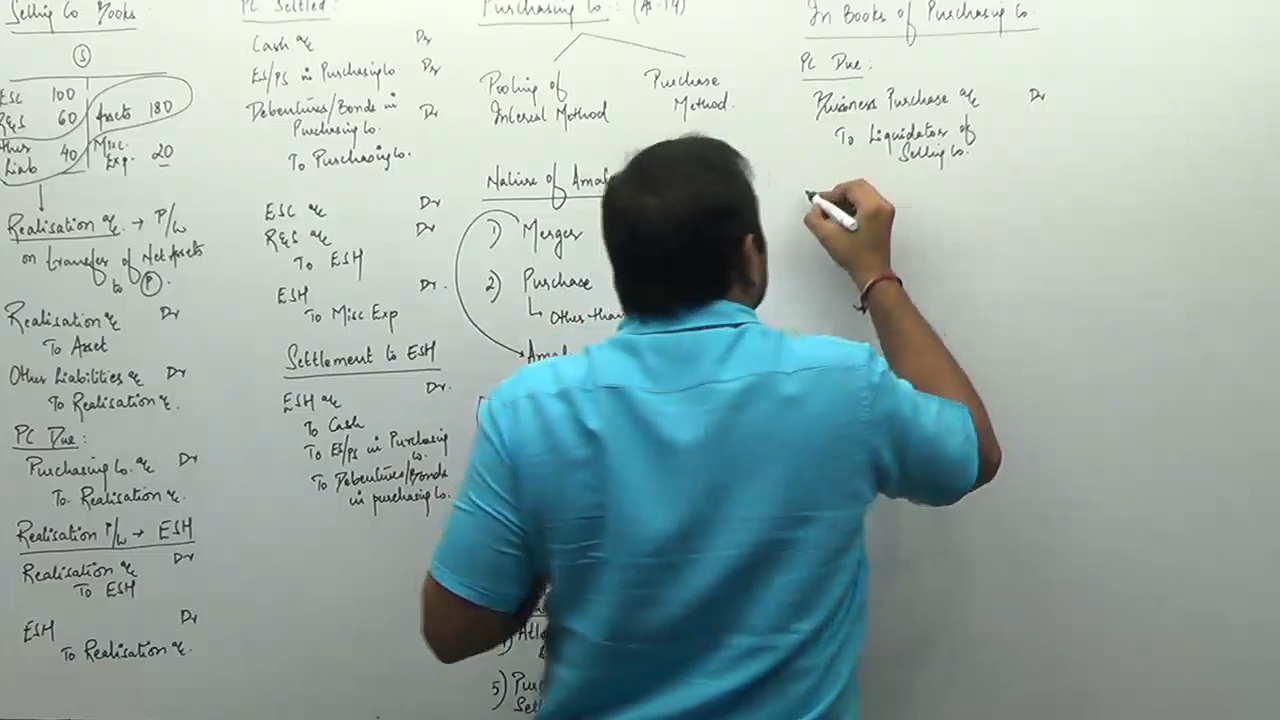 Selling Co. Books
S
ESC 100
R&S 60 Assets 180
Other Liab 40 Misc. Exp. 20
Realisation a/c → P/L
on transfer of Net Assets
to P.
Realisation a/c Dr
To Asset
Other Liabilities a/c Dr
To Realisation a/c.
PC Due:
Purchasing Co. a/c Dr
To Realisation a/c.
Realisation P/L → ESH
Realisation a/c Dr
To ESH
ESH Dr
To Realisation a/c.
PC Settled:
Cash a/c Dr
ES/PS in Purchasing Co Dr
Debentures/Bonds in Dr
Purchasing Co.
To Purchasing Co.
ESC a/c Dr
R&S a/c Dr
To ESH
ESH Dr.
To Misc Exp
Settlement to ESH
ESH a/c Dr.
To Cash
To ES/PS in Purchasing
Co.
To Debentures/Bonds
in purchasing Co.
Purchasing Co: (AS-14)
Pooling of
Interest Method
Purchase
Method.
Nature of
1) Merger
2) Purchase
Other than
5)
In Books of Purchasing Co.
PC Due:
Business Purchase a/c Dr
To Liquidator of
Selling Co.